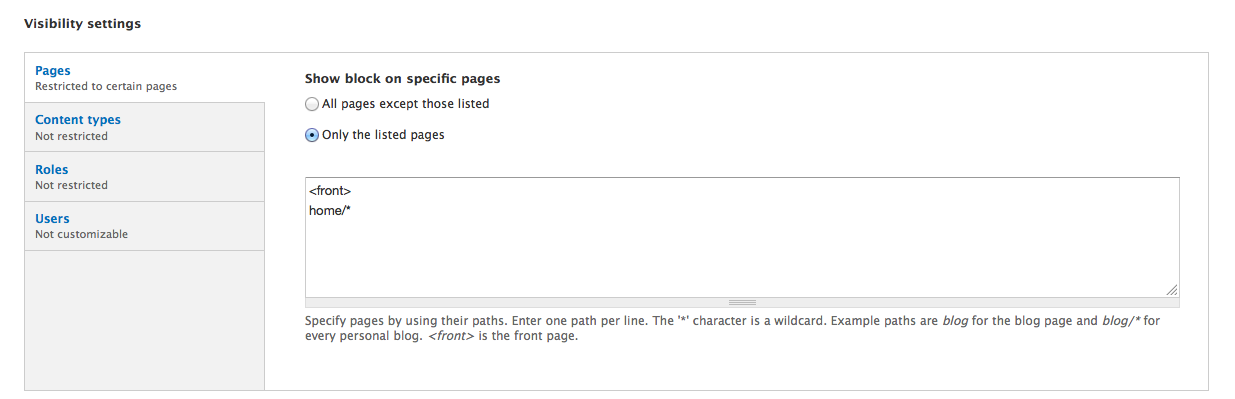 Visibility settings
Pages
Restricted to certain pages
Content types
Not restricted
Roles
Not restricted
Users
Not customizable
Show block on specific pages
All pages except those listed
Only the listed pages
<front>
home/*
Specify pages by using their paths. Enter one path per line. The '*' character is a wildcard. Example paths are blog for the blog page and blog/* for
every personal blog. <front> is the front page.